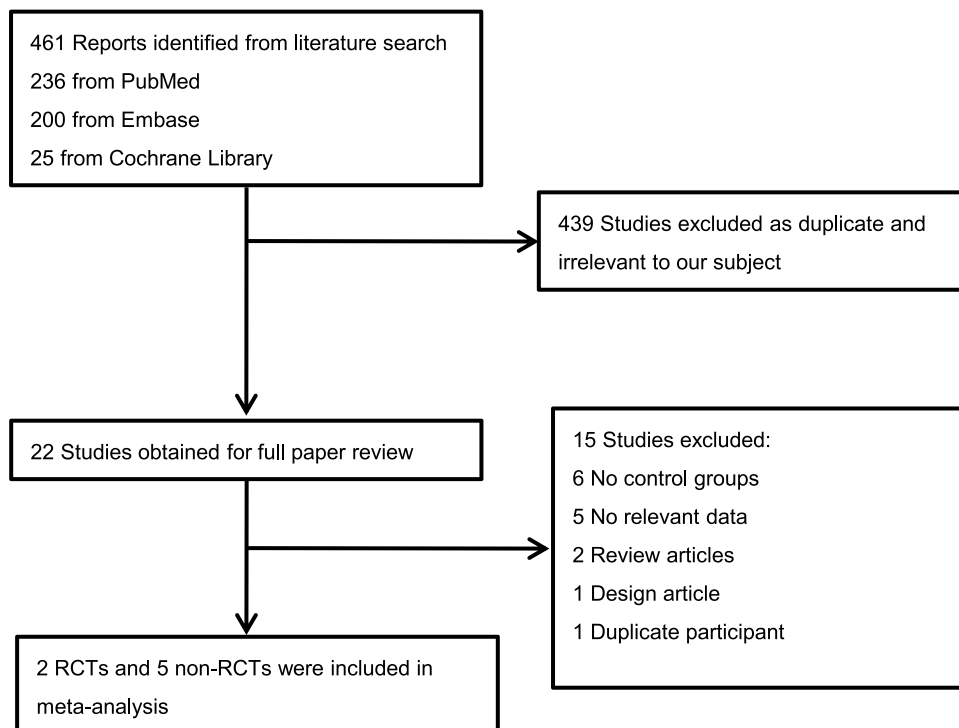 461 Reports identified from literature search
236 from PubMed
200 from Embase
25 from Cochrane Library
439 Studies excluded as duplicate and
irrelevant to our subject
22 Studies obtained for full paper review
15 Studies excluded:
6 No control groups
5 No relevant data
2 Review articles
1 Design article
1 Duplicate participant
2 RCTs and 5 non-RCTs were included in
meta-analysis